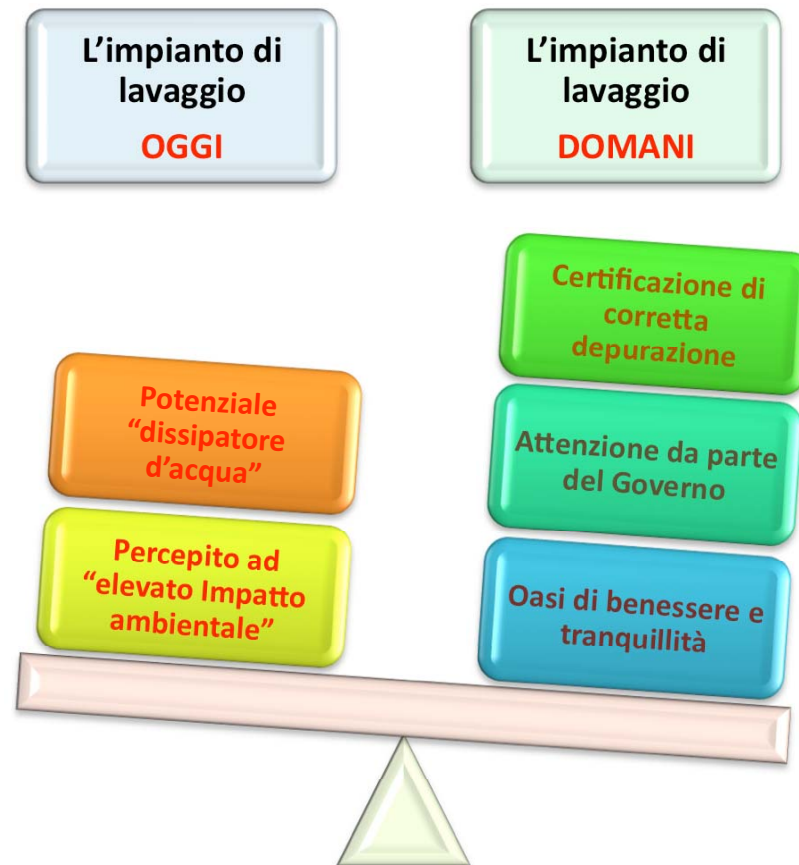 L’impianto di
lavaggio
OGGI
L’impianto di
lavaggio
DOMANI
Potenziale
“dissipatore
d’acqua”
Percepito ad
“elevato Impatto
ambientale”
Certificazione di
corretta
depurazione
Attenzione da parte
del Governo
Oasi di benessere e
tranquillità